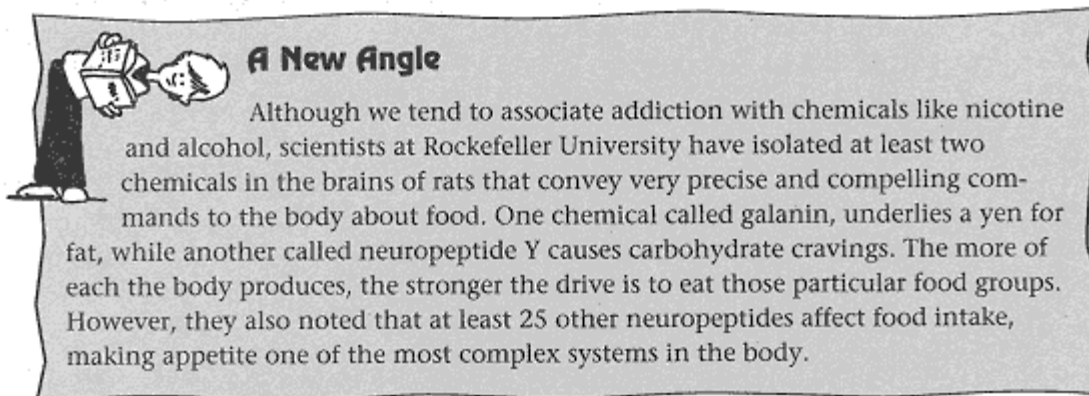 A New Angle
Although we tend to associate addiction with chemicals like nicotine
and alcohol, scientists at Rockefeller University have isolated at least two
chemicals in the brains of rats that convey very precise and compelling com-
mands to the body about food. One chemical called galanin, underlies a yen for
fat, while another called neuropeptide Y causes carbohydrate cravings. The more of
each the body produces, the stronger the drive is to eat those particular food groups.
However, they also noted that at least 25 other neuropeptides affect food intake,
making appetite one of the most complex systems in the body.